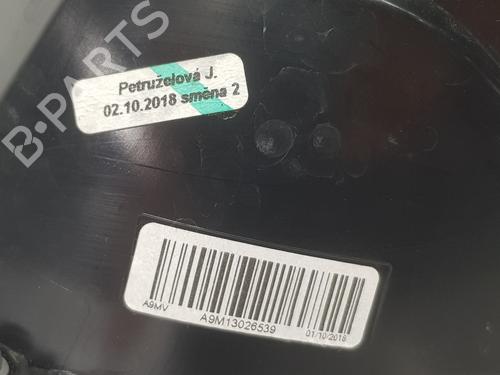 B-PARTS
Petruželová J.
02.10.2018 směna 2
A9MV
A9M13026539
01/10/2018